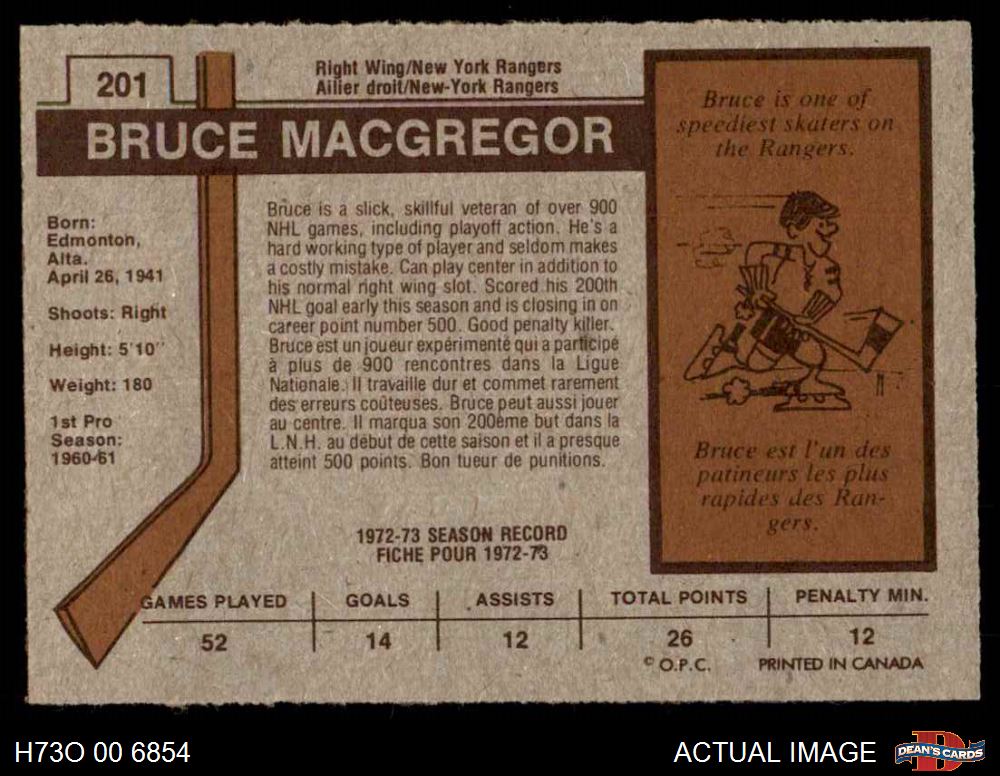 201
Right Wing/New York Rangers
Ailier droit/New-York Rangers
BRUCE MACGREGOR
Born:
Edmonton,
Alta.
April 26, 1941
Shoots: Right
Height: 5'10"
Weight: 180
1st Pro
Season:
1960-61
Bruce is a slick, skillful veteran of over 900
NHL games, including playoff action. He's a
hard working type of player and seldom makes
a costly mistake. Can play center in addition to
his normal right wing slot. Scored his 200th
NHL goal early this season and is closing in on
career point number 500. Good penalty killer.
Bruce est un joueur expérimenté qui a participé
à plus de 900 rencontres dans la Ligue
Nationale. Il travaille dur et commet rarement
des erreurs coûteuses. Bruce peut aussi jouer
au centre. Il marqua son 200ème but dans la
L.N.H. au début de cette saison et il a presque
atteint 500 points. Bon tueur de punitions.
Bruce is one of
speediest skaters on
the Rangers.
Bruce est l'un des
patineurs les plus
rapides des Ran-
gers.
1972-73 SEASON RECORD
FICHE POUR 1972-73
GAMES PLAYED GOALS ASSISTS TOTAL POINTS PENALTY MIN.
52 14 12 26 12
© O.P.C. PRINTED IN CANADA
H73O 00 6854
ACTUAL IMAGE
DEAN'S CARDS